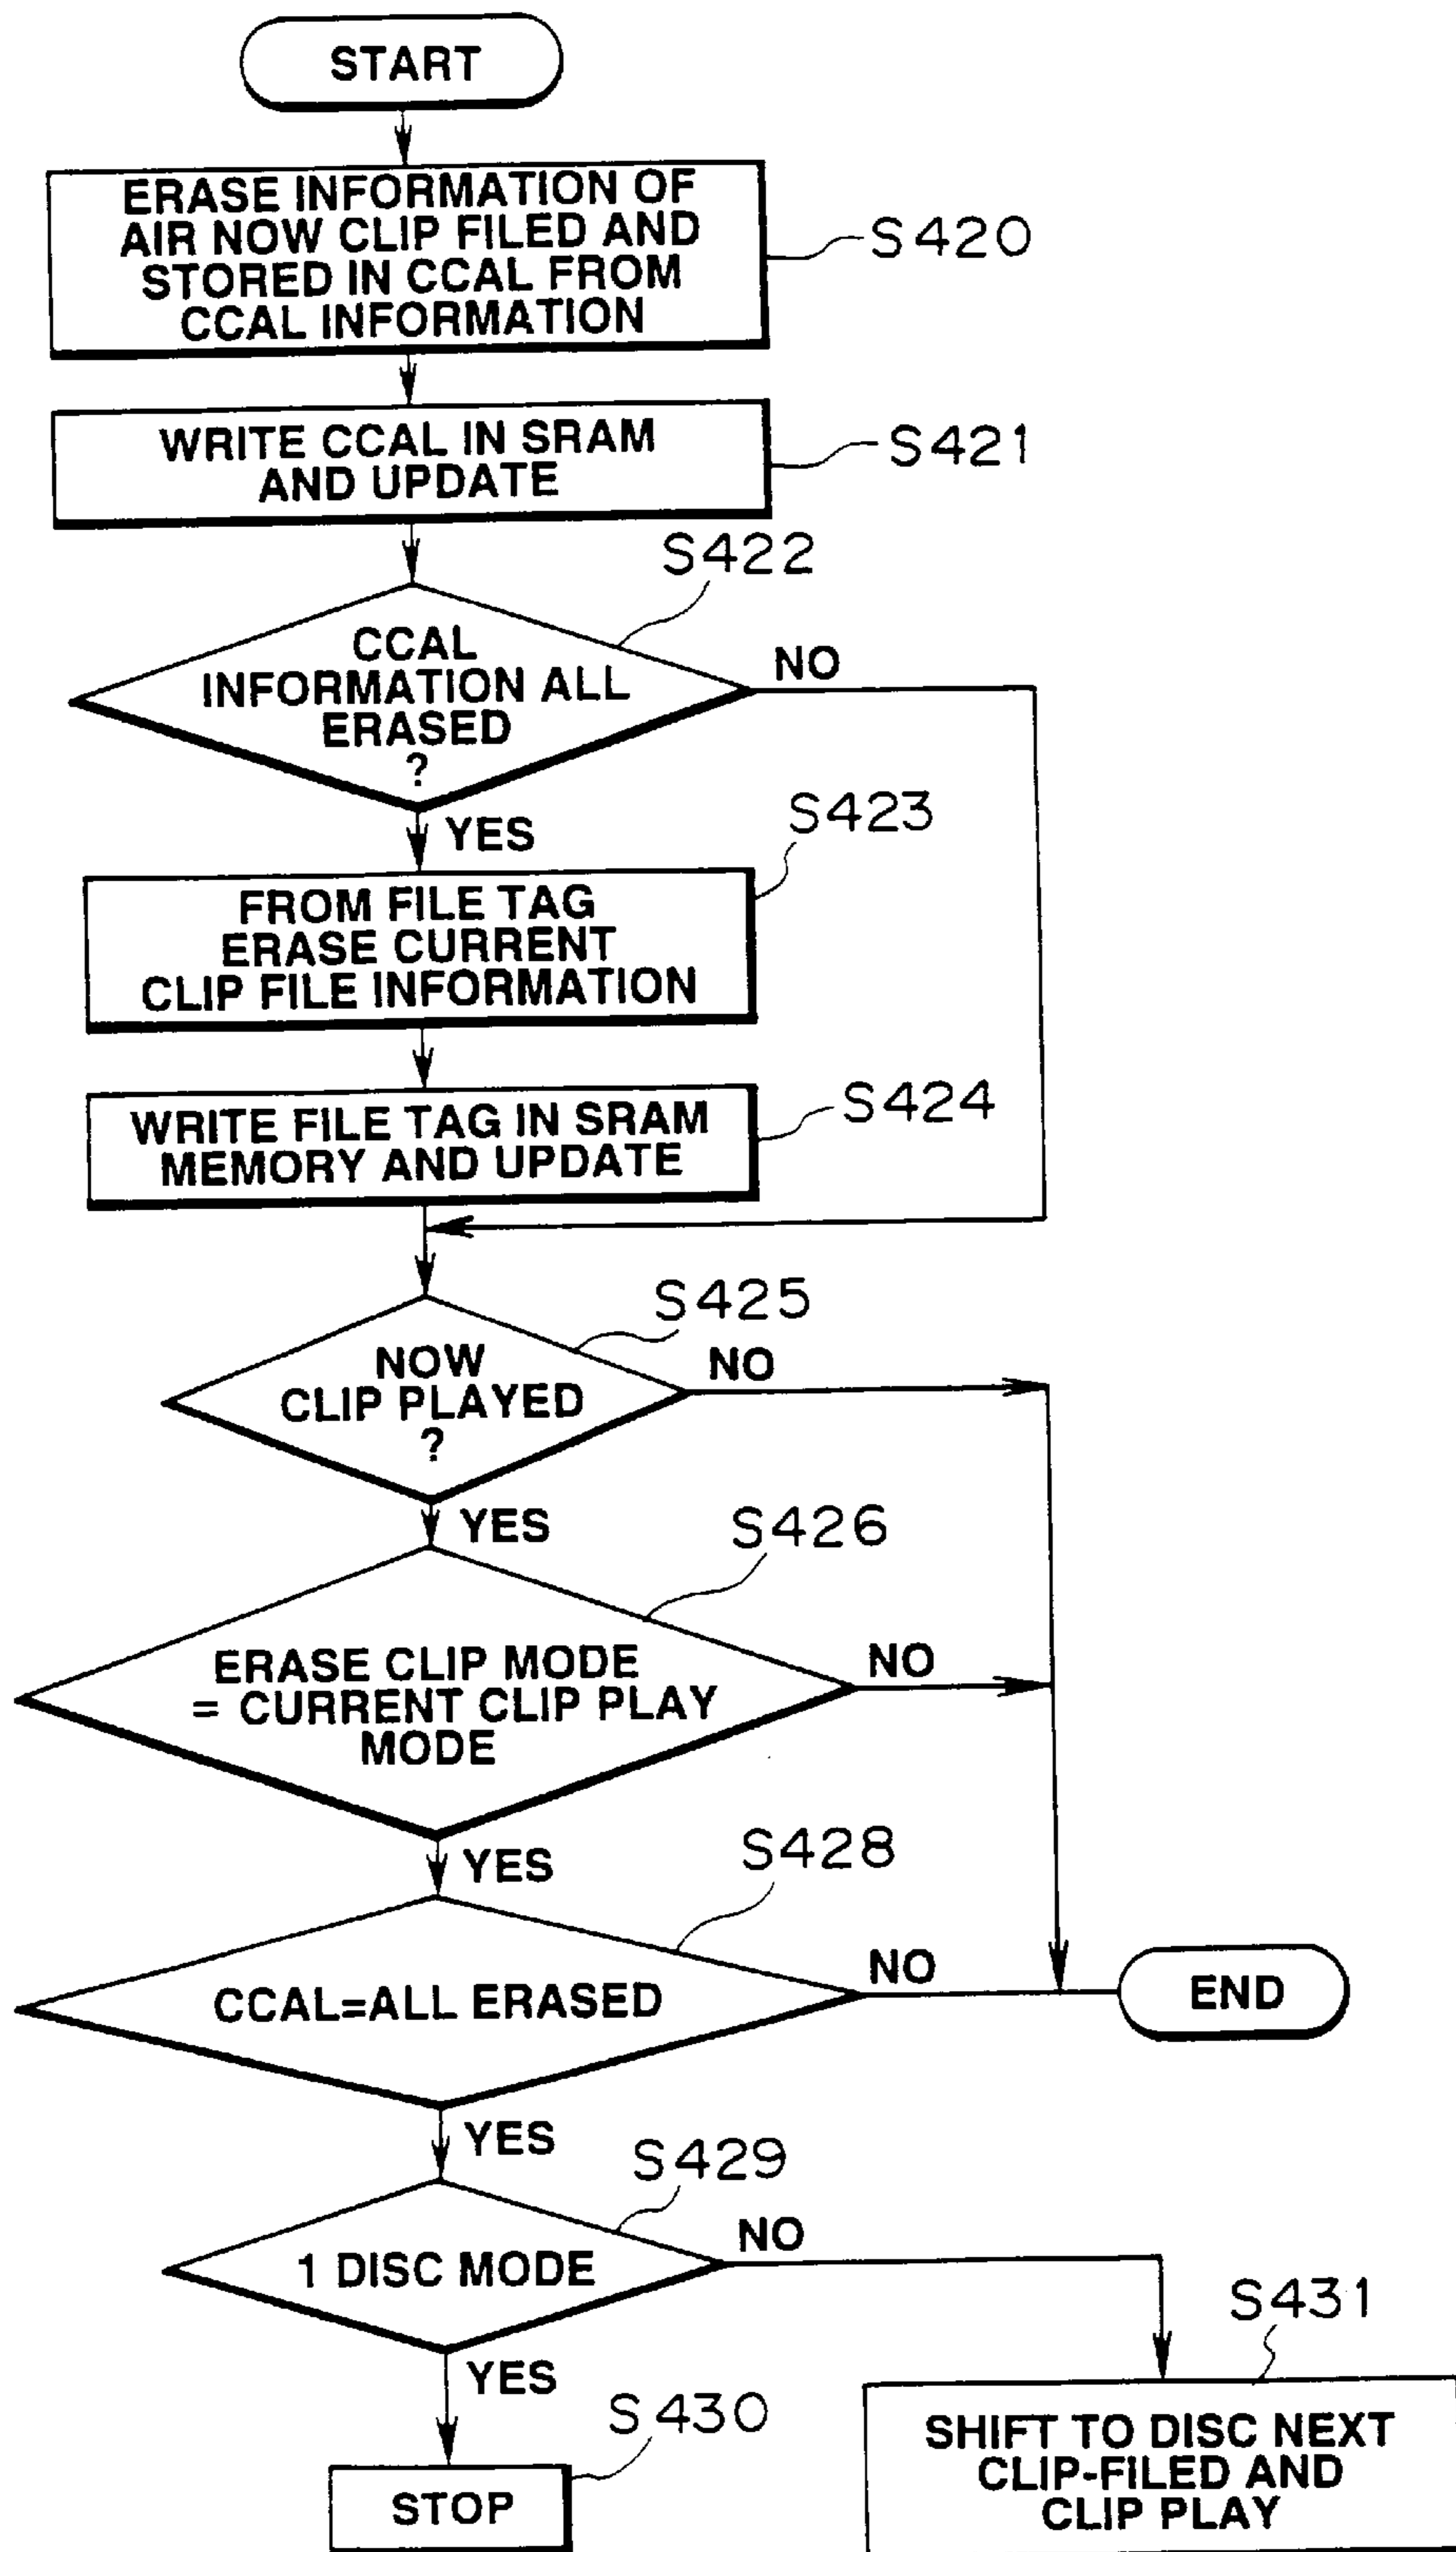 START
ERASE INFORMATION OF
AIR NOW CLIP FILED AND
STORED IN CCAL FROM
CCAL INFORMATION
S420
WRITE CCAL IN SRAM
AND UPDATE
S421
S422
CCAL
INFORMATION ALL
ERASED
?
NO
YES
S423
FROM FILE TAG
ERASE CURRENT
CLIP FILE INFORMATION
WRITE FILE TAG IN SRAM
MEMORY AND UPDATE
S424
S425
NOW
CLIP PLAYED
?
NO
YES
S426
ERASE CLIP MODE
= CURRENT CLIP PLAY
MODE
NO
YES
S428
CCAL=ALL ERASED
NO
END
YES
S429
1 DISC MODE
NO
YES
S430
STOP
S431
SHIFT TO DISC NEXT
CLIP-FILED AND
CLIP PLAY